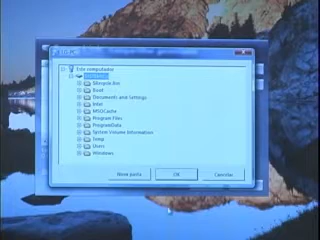 Este computador
$Recycle.Bin
Boot
Documents and Settings
Intel
MSOCache
Program Files
ProgramData
System Volume Information
Temp
Users
Windows
Nova pasta
OK
Cancelar